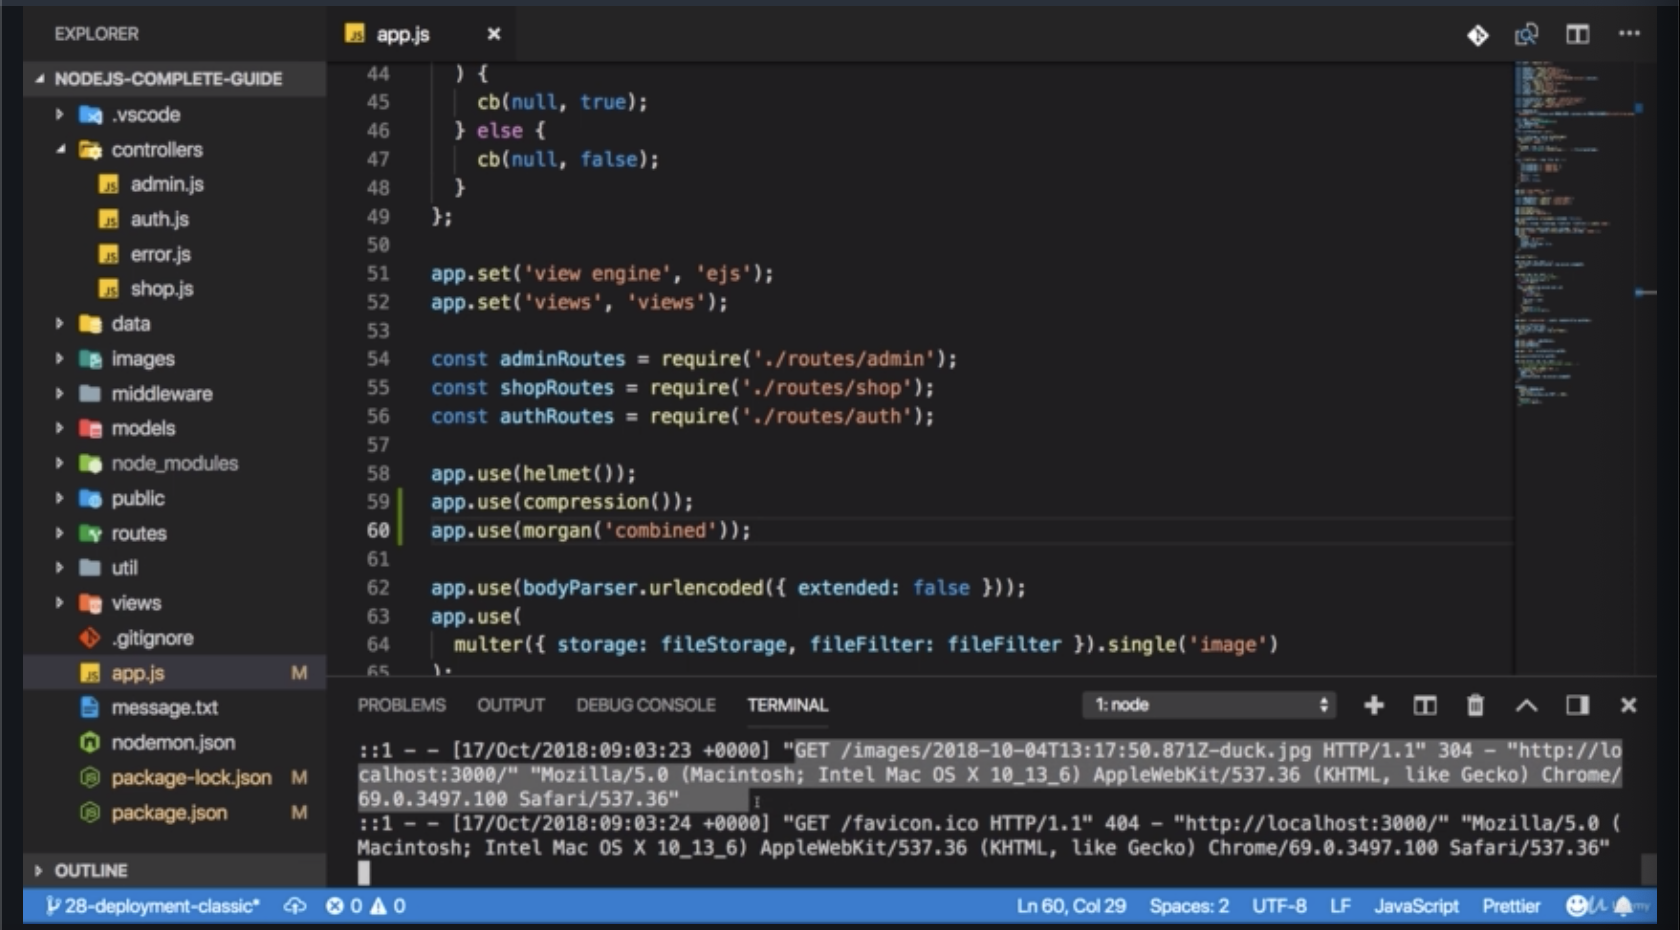 EXPLORER
NODEJS-COMPLETE-GUIDE
.vscode
controllers
JS admin.js
JS auth.js
JS error.js
JS shop.js
data
images
middleware
models
node_modules
public
routes
util
views
.gitignore
JS app.js M
message.txt
nodemon.json
package-lock.json M
package.json M
OUTLINE
JS app.js ×
44 ) {
45 cb(null, true);
46 } else {
47 cb(null, false);
48 }
49 };
50
51 app.set('view engine', 'ejs');
52 app.set('views', 'views');
53
54 const adminRoutes = require('./routes/admin');
55 const shopRoutes = require('./routes/shop');
56 const authRoutes = require('./routes/auth');
57
58 app.use(helmet());
59 app.use(compression());
60 app.use(morgan('combined'));
61
62 app.use(bodyParser.urlencoded({ extended: false }));
63 app.use(
64 multer({ storage: fileStorage, fileFilter: fileFilter }).single('image')
65 );
PROBLEMS OUTPUT DEBUG CONSOLE TERMINAL 1: node
::1 - - [17/Oct/2018:09:03:23 +0000] "GET /images/2018-10-04T13:17:50.871Z-duck.jpg HTTP/1.1" 304 - "http://lo
calhost:3000/" "Mozilla/5.0 (Macintosh; Intel Mac OS X 10_13_6) AppleWebKit/537.36 (KHTML, like Gecko) Chrome/
69.0.3497.100 Safari/537.36"
::1 - - [17/Oct/2018:09:03:24 +0000] "GET /favicon.ico HTTP/1.1" 404 - "http://localhost:3000/" "Mozilla/5.0 (
Macintosh; Intel Mac OS X 10_13_6) AppleWebKit/537.36 (KHTML, like Gecko) Chrome/69.0.3497.100 Safari/537.36"
28-deployment-classic* 0 0 Ln 60, Col 29 Spaces: 2 UTF-8 LF JavaScript Prettier